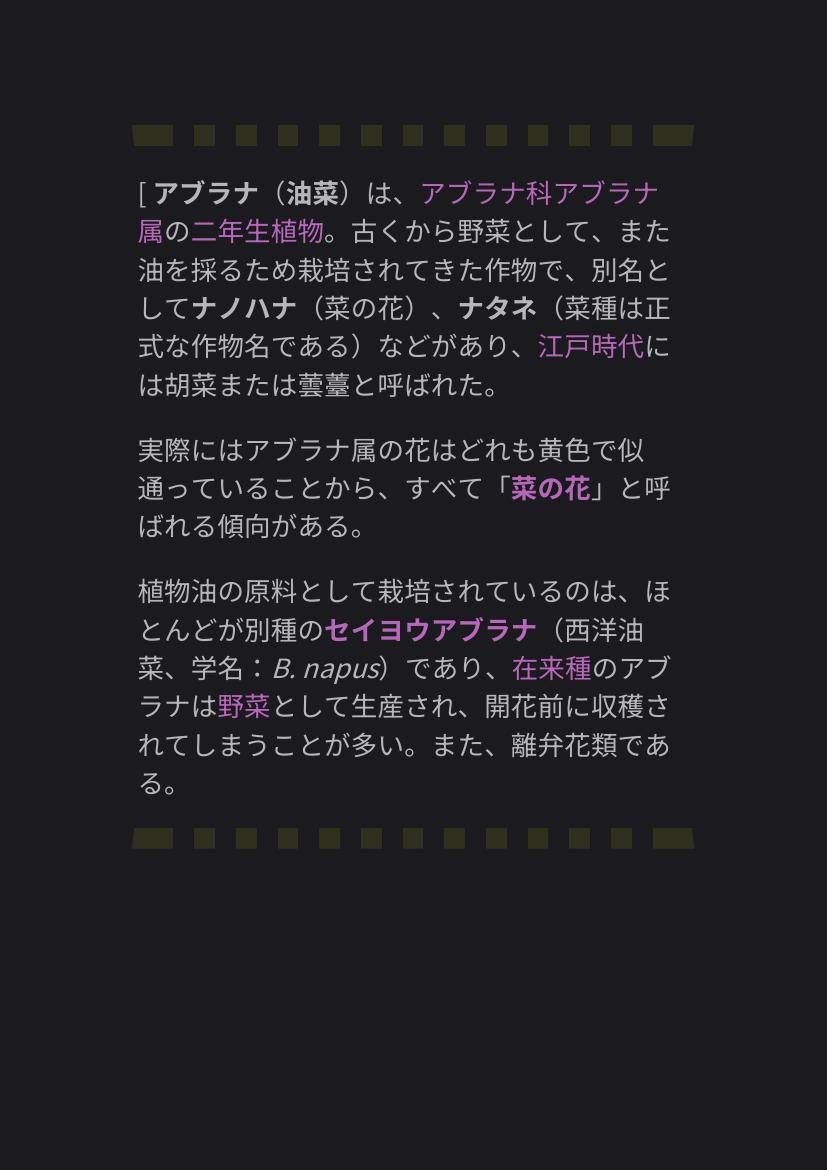 [ アブラナ（油菜）は、アブラナ科アブラナ
属の二年生植物。古くから野菜として、また
油を採るため栽培されてきた作物で、別名と
してナノハナ（菜の花）、ナタネ（菜種は正
式な作物名である）などがあり、江戸時代に
は胡菜または蕓薹と呼ばれた。
実際にはアブラナ属の花はどれも黄色で似
通っていることから、すべて「菜の花」と呼
ばれる傾向がある。
植物油の原料として栽培されているのは、ほ
とんどが別種のセイヨウアブラナ（西洋油
菜、学名：B. napus）であり、在来種のアブ
ラナは野菜として生産され、開花前に収穫さ
れてしまうことが多い。また、離弁花類であ
る。